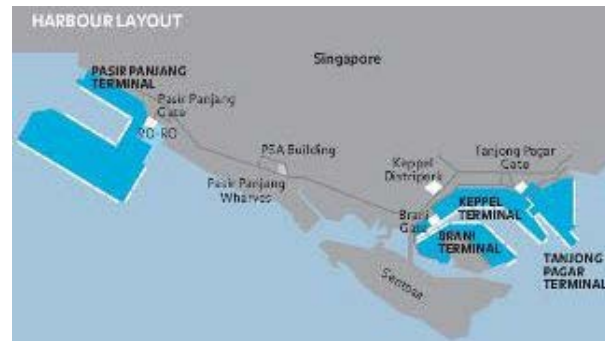 HARBOUR LAYOUT
Singapore
PASIR PANJANG
TERMINAL
Pasir Panjang
Gate
RO-RO
PSA Building
Pasir Panjang
Wharves
Keppel
Distripark
Tanjong Pagar
Gate
Brani
Gate
KEPPEL
TERMINAL
BRANI
TERMINAL
Sentosa
TANJONG
PAGAR
TERMINAL